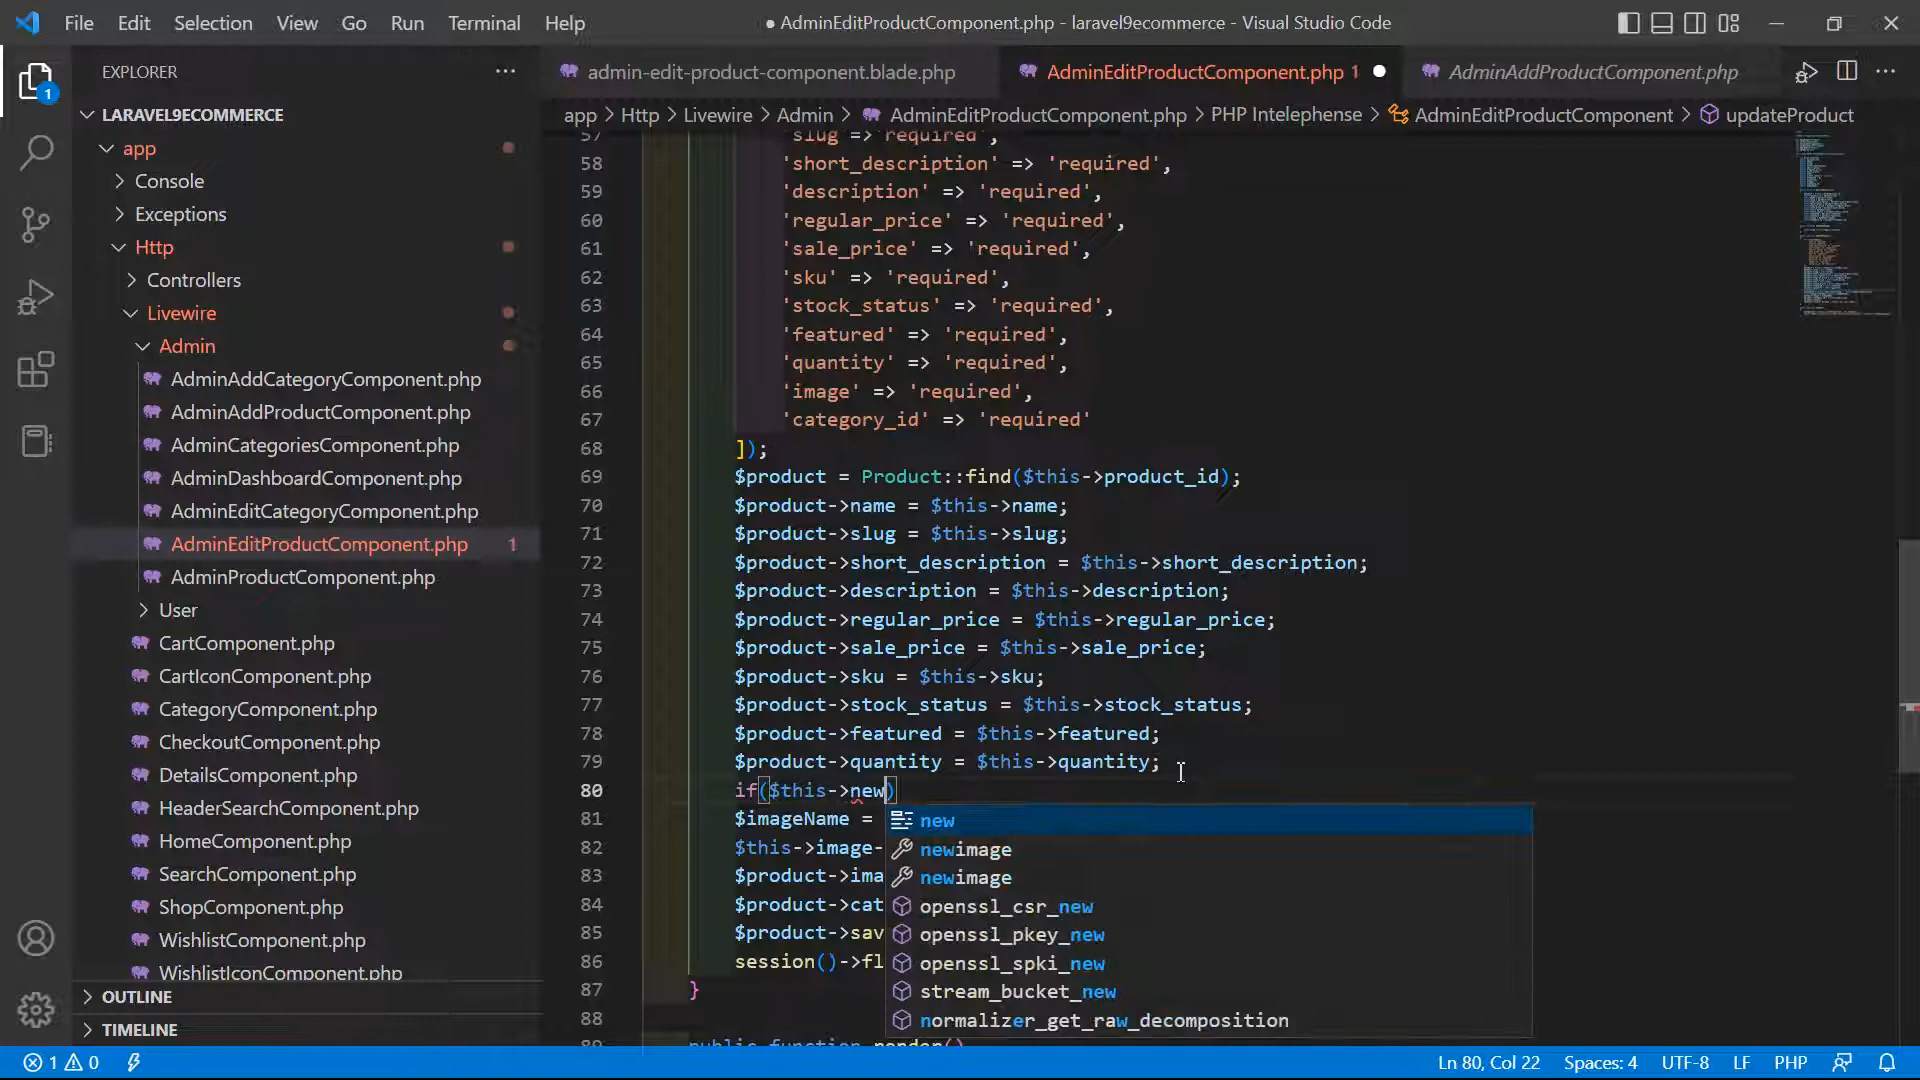 File Edit Selection View Go Run Terminal Help
● AdminEditProductComponent.php - laravel9ecommerce - Visual Studio Code
EXPLORER
LARAVEL9ECOMMERCE
app
Console
Exceptions
Http
Controllers
Livewire
Admin
AdminAddCategoryComponent.php
AdminAddProductComponent.php
AdminCategoriesComponent.php
AdminDashboardComponent.php
AdminEditCategoryComponent.php
AdminEditProductComponent.php 1
AdminProductComponent.php
User
CartComponent.php
CartIconComponent.php
CategoryComponent.php
CheckoutComponent.php
DetailsComponent.php
HeaderSearchComponent.php
HomeComponent.php
SearchComponent.php
ShopComponent.php
WishlistComponent.php
WishlistIconComponent.php
OUTLINE
TIMELINE
1
admin-edit-product-component.blade.php
AdminEditProductComponent.php 1
AdminAddProductComponent.php
app > Http > Livewire > Admin > AdminEditProductComponent.php > PHP Intelephense > AdminEditProductComponent > updateProduct
57 'slug' => 'required',
58 'short_description' => 'required',
59 'description' => 'required',
60 'regular_price' => 'required',
61 'sale_price' => 'required',
62 'sku' => 'required',
63 'stock_status' => 'required',
64 'featured' => 'required',
65 'quantity' => 'required',
66 'image' => 'required',
67 'category_id' => 'required'
68 ]);
69 $product = Product::find($this->product_id);
70 $product->name = $this->name;
71 $product->slug = $this->slug;
72 $product->short_description = $this->short_description;
73 $product->description = $this->description;
74 $product->regular_price = $this->regular_price;
75 $product->sale_price = $this->sale_price;
76 $product->sku = $this->sku;
77 $product->stock_status = $this->stock_status;
78 $product->featured = $this->featured;
79 $product->quantity = $this->quantity;
80 if($this->new)
81 $imageName =
82 $this->image-
83 $product->ima
84 $product->cat
85 $product->sav
86 session()->fl
87 }
88
89 public function render()
new
newimage
newimage
openssl_csr_new
openssl_pkey_new
openssl_spki_new
stream_bucket_new
normalizer_get_raw_decomposition
1 0
Ln 80, Col 22 Spaces: 4 UTF-8 LF PHP